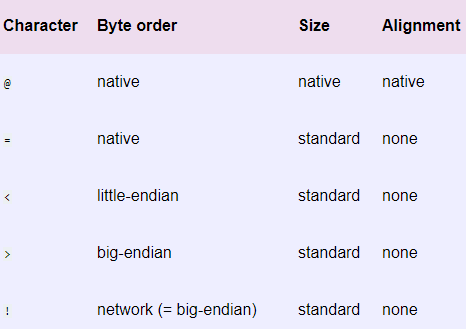 Character Byte order Size Alignment
@ native native native
= native standard none
< little-endian standard none
> big-endian standard none
! network (= big-endian) standard none